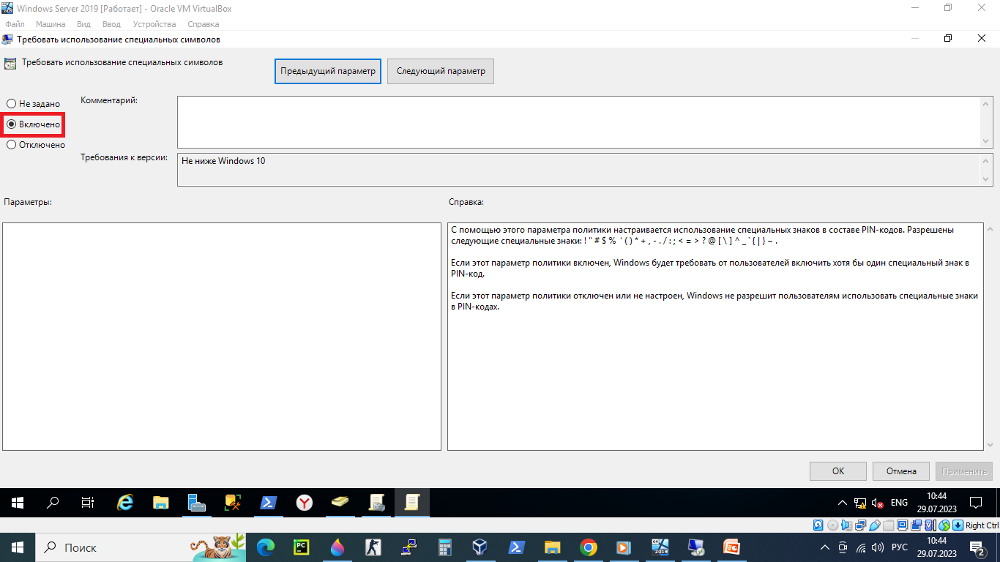 Windows Server 2019 [Работает] - Oracle VM VirtualBox
Файл Машина Вид Ввод Устройства Справка
Требовать использование специальных символов
Требовать использование специальных символов
Предыдущий параметр Следующий параметр
Не задано
Включено
Отключено
Комментарий:
Требования к версии: Не ниже Windows 10
Параметры: Справка:
С помощью этого параметра политики настраивается использование специальных знаков в составе PIN-кодов. Разрешены
следующие специальные знаки: ! " # $ % ' ( ) * + , - . / : ; < = > ? @ [ \ ] ^ _ ` { | } ~ .
Если этот параметр политики включен, Windows будет требовать от пользователей включить хотя бы один специальный знак в
PIN-код.
Если этот параметр политики отключен или не настроен, Windows не разрешит пользователям использовать специальные знаки
в PIN-кодах.
ОК Отмена Применить
ENG 10:44
29.07.2023
Right Ctrl
Поиск
PC
2019
РУС 10:44
29.07.2023
2